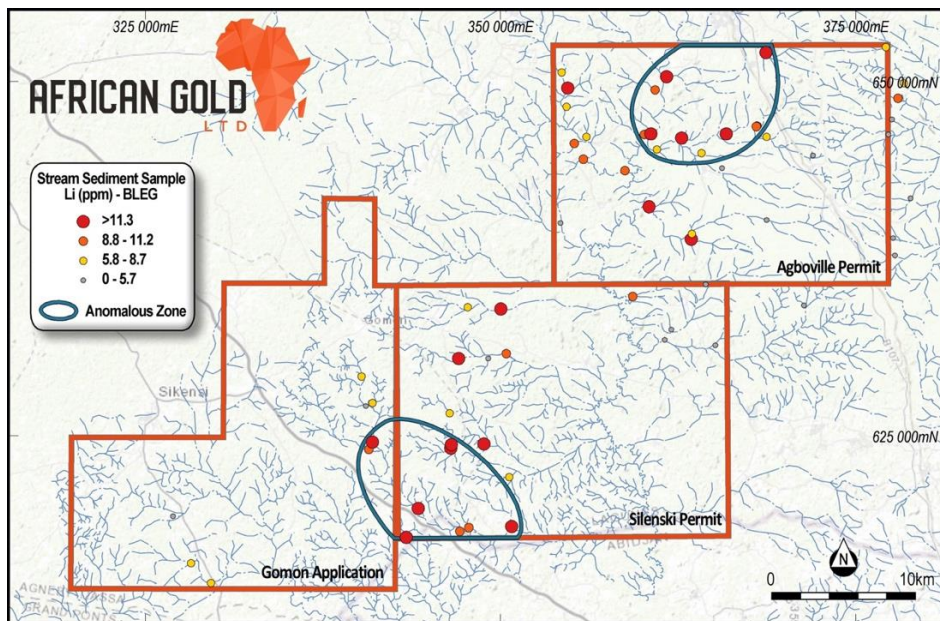 325 000mE
350 000mE
375 000mE
AFRICAN GOLD
LTD
650 000mN
Stream Sediment Sample
Li (ppm) - BLEG
>11.3
8.8 - 11.2
5.8 - 8.7
0 - 5.7
Anomalous Zone
Agboville Permit
Gomon
Sikensi
625 000mN
Silenski Permit
Gomon Application
N
0
10km
GRAND PONTS